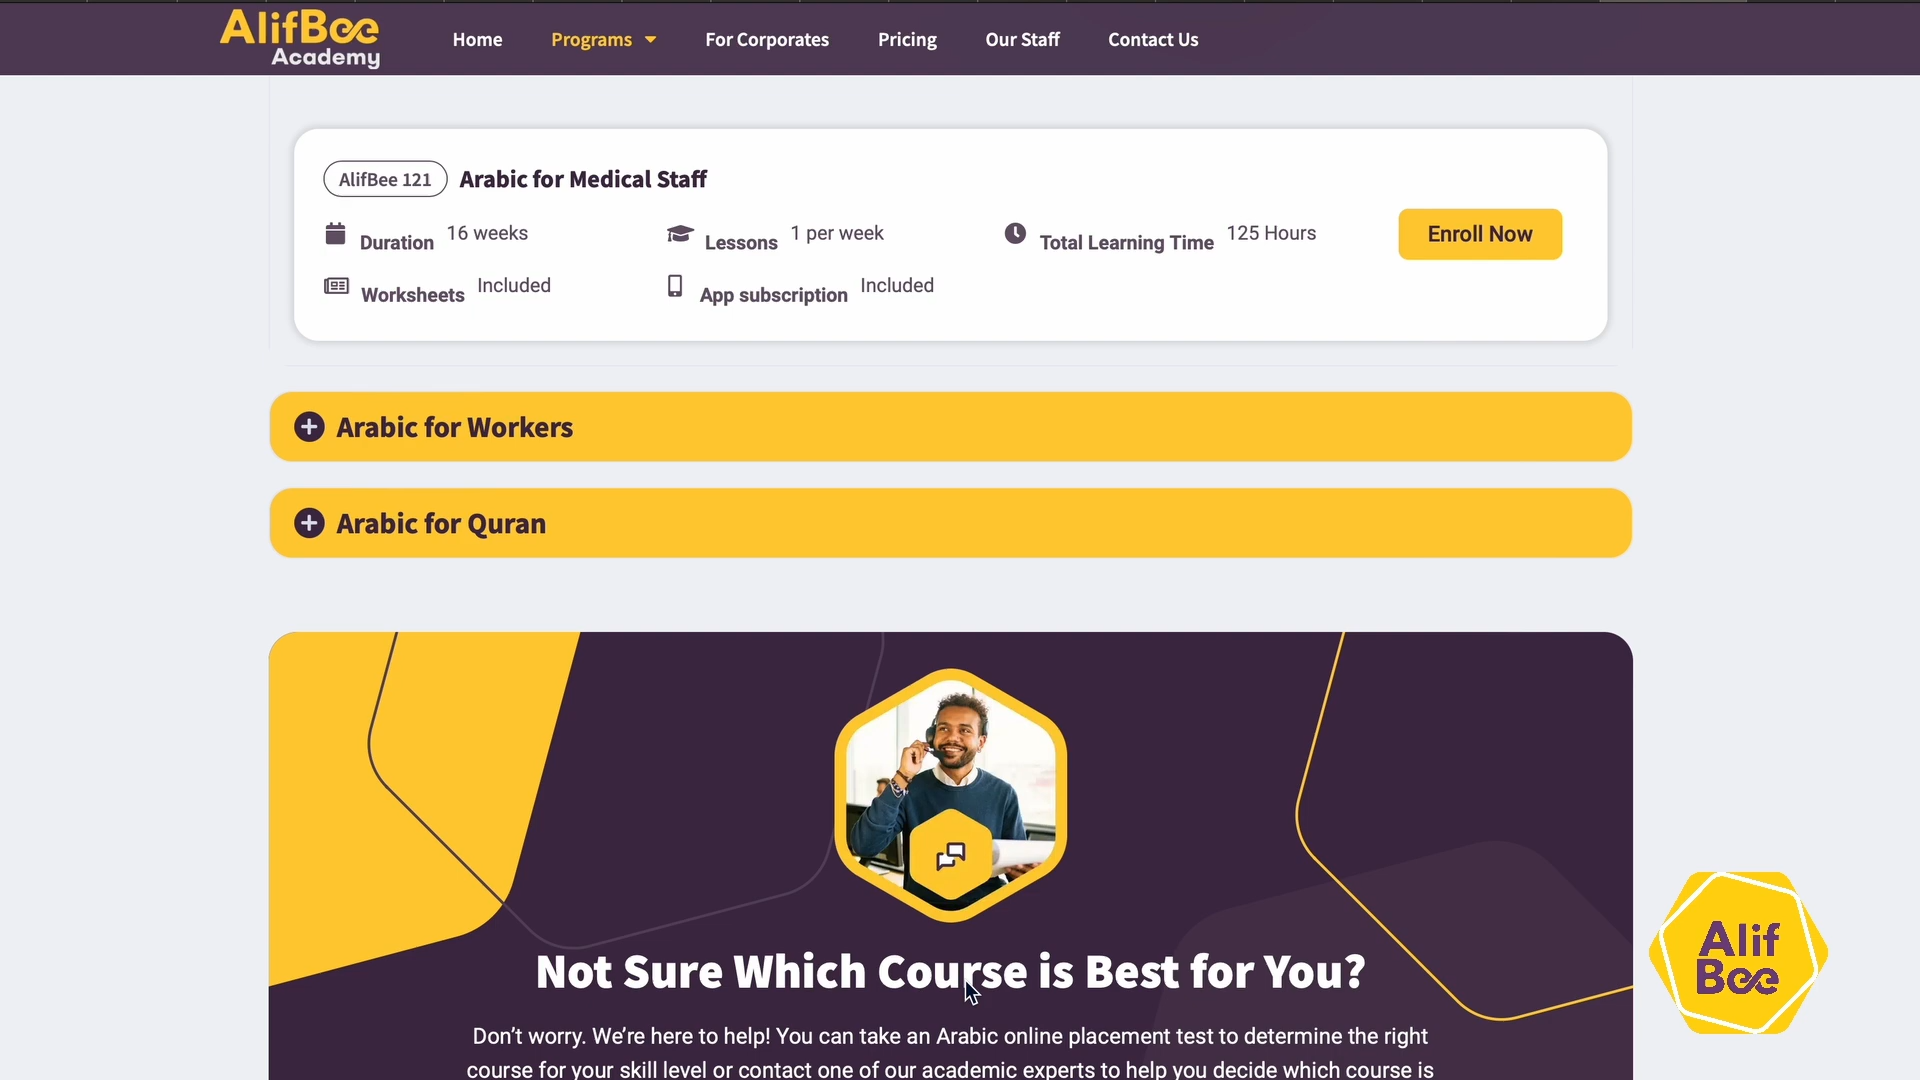 AlifBee
Academy
Home
Programs
For Corporates
Pricing
Our Staff
Contact Us
AlifBee 121
Arabic for Medical Staff
Duration 16 weeks
Lessons 1 per week
Total Learning Time 125 Hours
Enroll Now
Worksheets Included
App subscription Included
Arabic for Workers
Arabic for Quran
Not Sure Which Course is Best for You?
Don’t worry. We’re here to help! You can take an Arabic online placement test to determine the right
course for your skill level or contact one of our academic experts to help you decide which course is
Alif
Bee